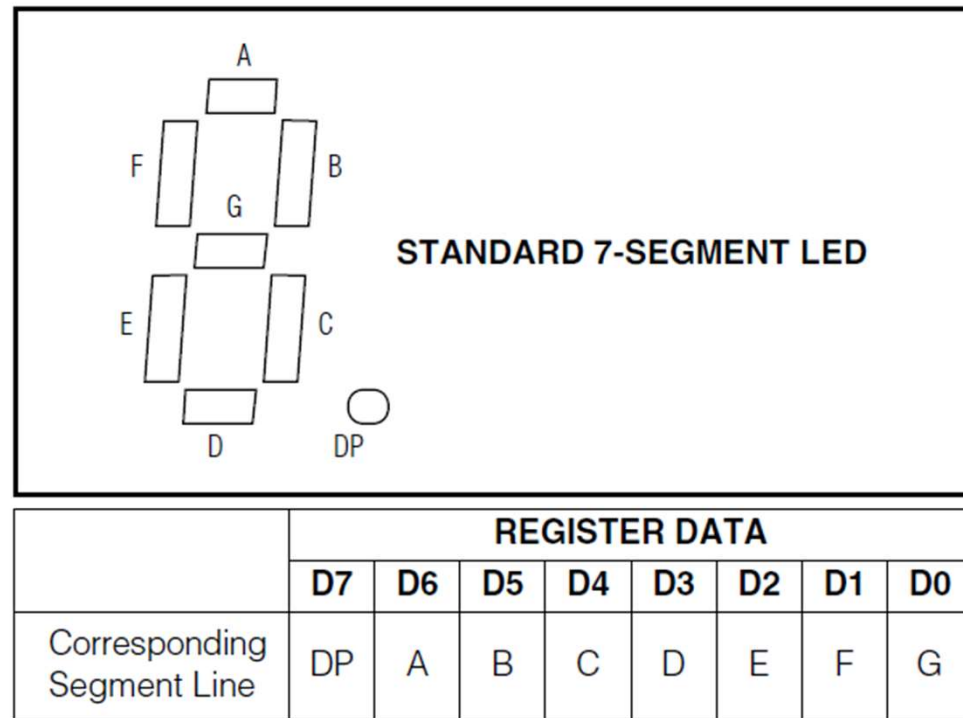 A
F
B
G
STANDARD 7-SEGMENT LED
E
C
D
DP
REGISTER DATA
D7 D6 D5 D4 D3 D2 D1 D0
Corresponding
Segment Line
DP A B C D E F G